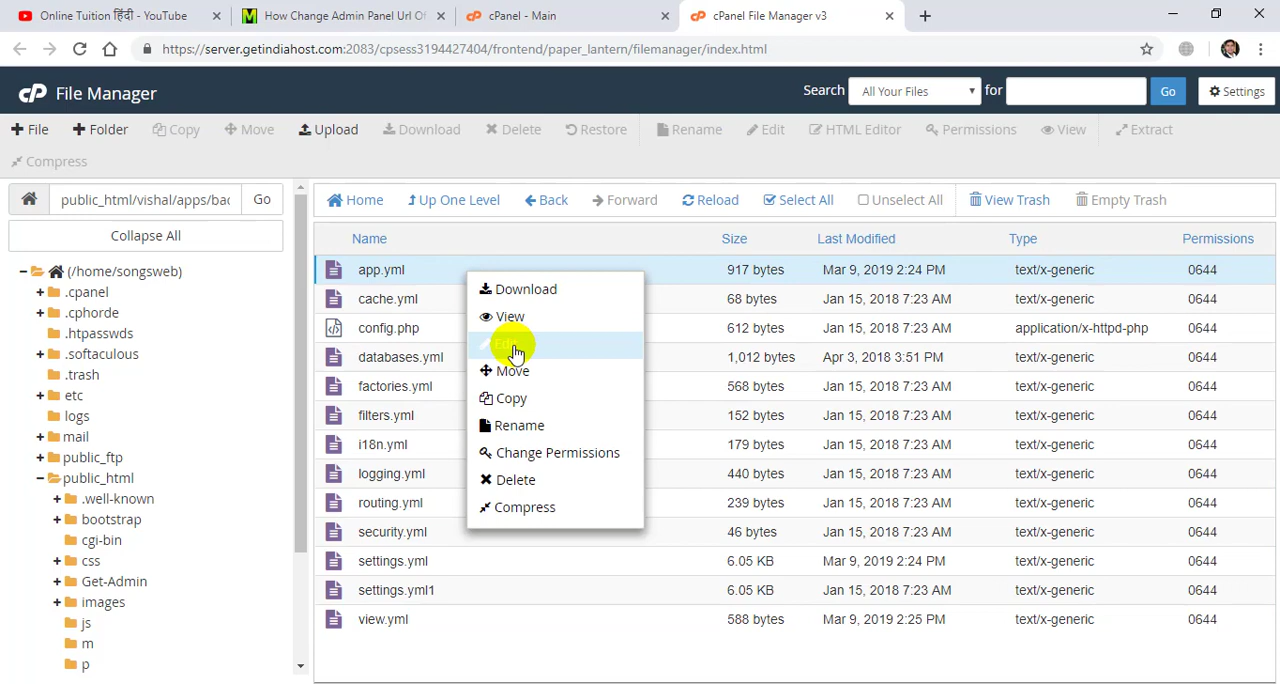 Online Tuition हिंदी - YouTube
How Change Admin Panel Url Of
cPanel - Main
cPanel File Manager v3
https://server.getindiahost.com:2083/cpsess3194427404/frontend/paper_lantern/filemanager/index.html
cP File Manager
Search All Your Files for Go Settings
File Folder Copy Move Upload Download Delete Restore Rename Edit HTML Editor Permissions View Extract
Compress
public_html/vishal/apps/bac Go
Home Up One Level Back Forward Reload Select All Unselect All View Trash Empty Trash
Collapse All
Name Size Last Modified Type Permissions
(/home/songsweb)
.cpanel
.cphorde
.htpasswds
.softaculous
.trash
etc
logs
mail
public_ftp
public_html
.well-known
bootstrap
cgi-bin
css
Get-Admin
images
js
m
p
app.yml 917 bytes Mar 9, 2019 2:24 PM text/x-generic 0644
cache.yml 68 bytes Jan 15, 2018 7:23 AM text/x-generic 0644
config.php 612 bytes Jan 15, 2018 7:23 AM application/x-httpd-php 0644
databases.yml 1,012 bytes Apr 3, 2018 3:51 PM text/x-generic 0644
factories.yml 568 bytes Jan 15, 2018 7:23 AM text/x-generic 0644
filters.yml 152 bytes Jan 15, 2018 7:23 AM text/x-generic 0644
i18n.yml 179 bytes Jan 15, 2018 7:23 AM text/x-generic 0644
logging.yml 440 bytes Jan 15, 2018 7:23 AM text/x-generic 0644
routing.yml 239 bytes Jan 15, 2018 7:23 AM text/x-generic 0644
security.yml 46 bytes Jan 15, 2018 7:23 AM text/x-generic 0644
settings.yml 6.05 KB Mar 9, 2019 2:24 PM text/x-generic 0644
settings.yml1 6.05 KB Jan 15, 2018 7:23 AM text/x-generic 0644
view.yml 588 bytes Mar 9, 2019 2:25 PM text/x-generic 0644
Download
View
Move
Copy
Rename
Change Permissions
Delete
Compress